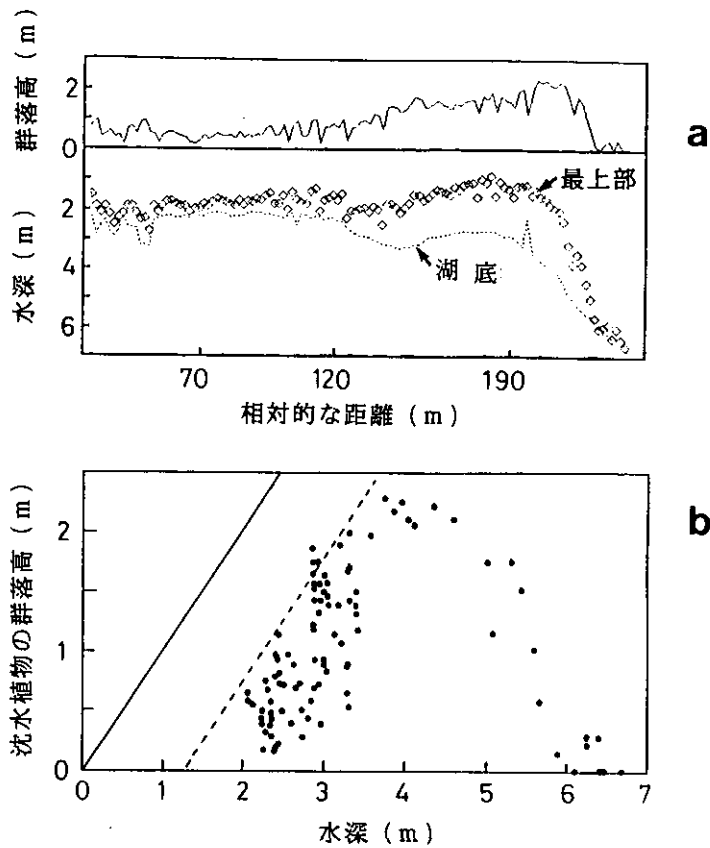 群落高 (m)
2
0
a
水深 (m)
2
4
6
最上部
湖底
70 120 190
相対的な距離 (m)
沈水植物の群落高 (m)
2
1
0
b
0 1 2 3 4 5 6 7
水深 (m)